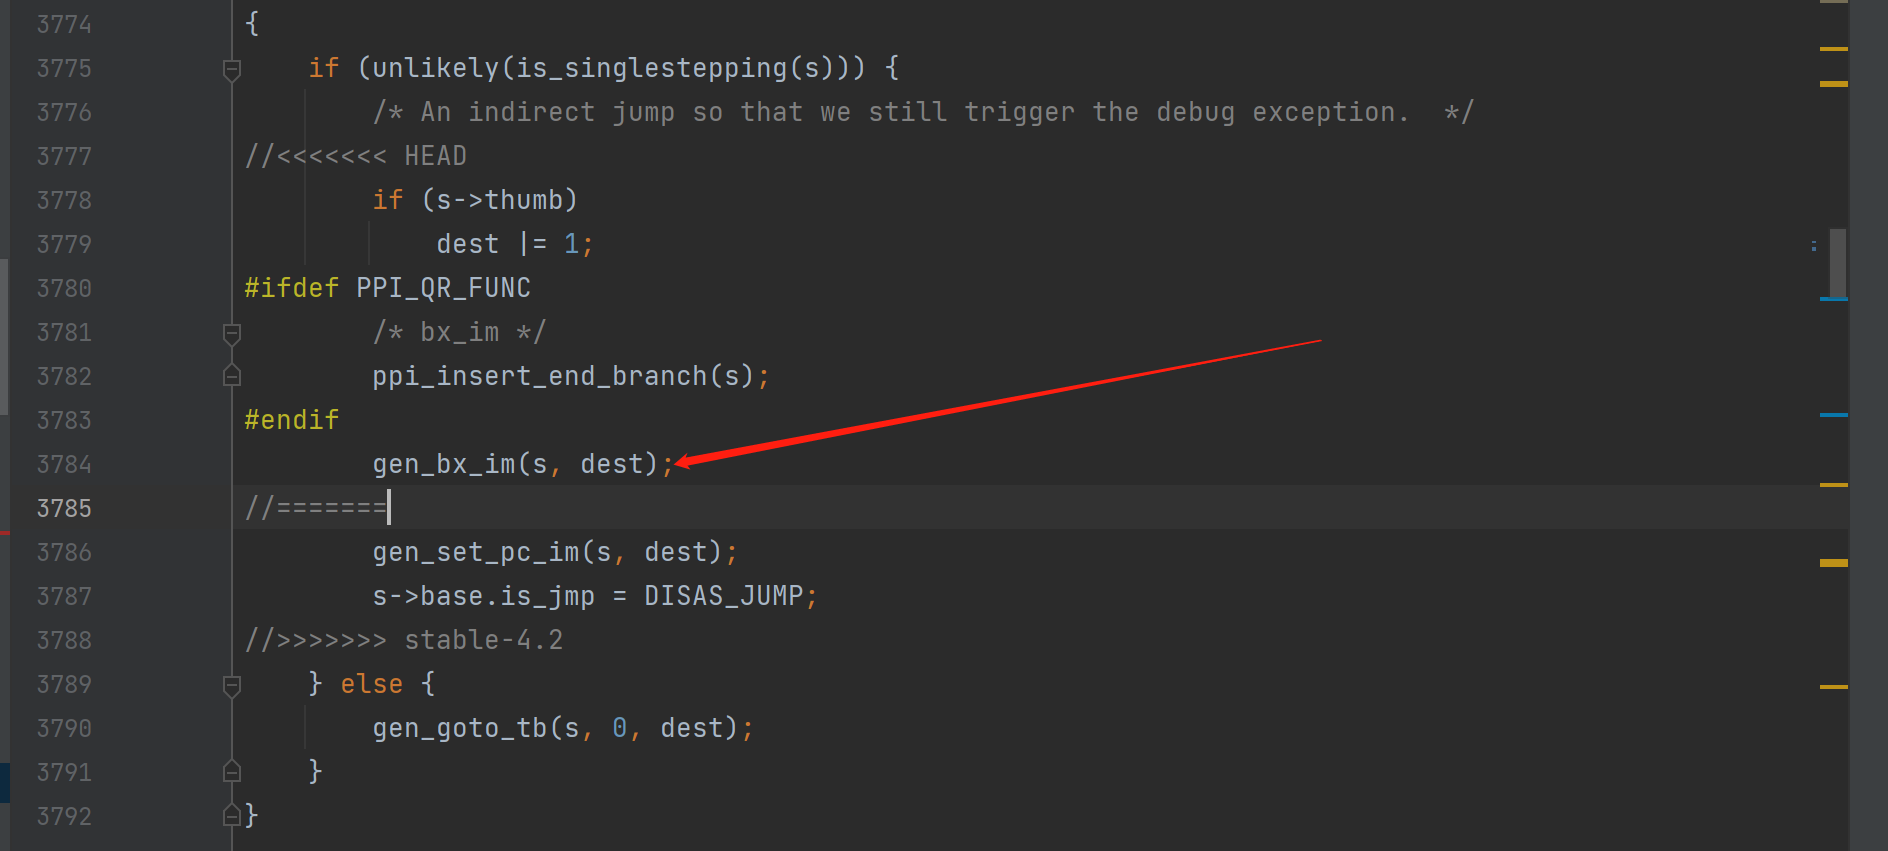 3774 {
3775     if (unlikely(is_singlestepping(s))) {
3776         /* An indirect jump so that we still trigger the debug exception.  */
3777 //<<<<<<< HEAD
3778         if (s->thumb)
3779             dest |= 1;
3780 #ifdef PPI_QR_FUNC
3781         /* bx_im */
3782         ppi_insert_end_branch(s);
3783 #endif
3784         gen_bx_im(s, dest);
3785 //=======
3786         gen_set_pc_im(s, dest);
3787         s->base.is_jmp = DISAS_JUMP;
3788 //>>>>>>> stable-4.2
3789     } else {
3790         gen_goto_tb(s, 0, dest);
3791     }
3792 }